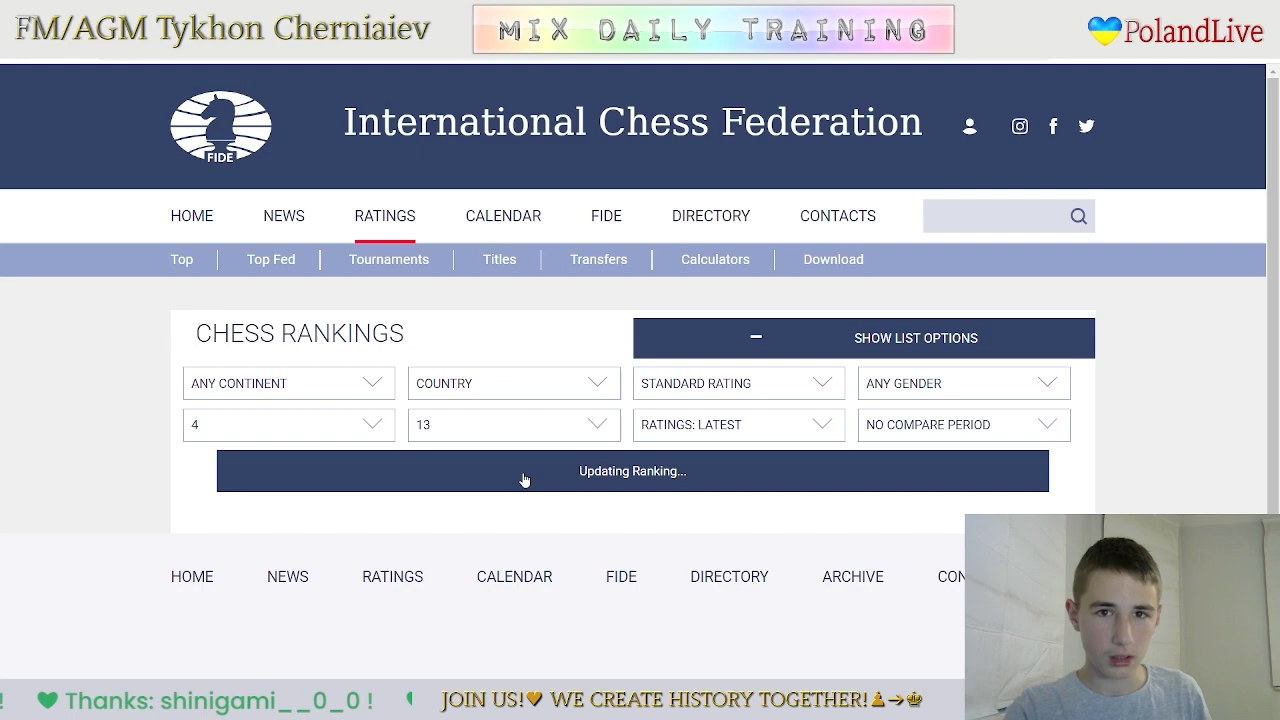 FM/AGM Tykhon Cherniaiev
MIX DAILY TRAINING
PolandLive
FIDE
International Chess Federation
HOME NEWS RATINGS CALENDAR FIDE DIRECTORY CONTACTS
Top Top Fed Tournaments Titles Transfers Calculators Download
CHESS RANKINGS
SHOW LIST OPTIONS
ANY CONTINENT COUNTRY STANDARD RATING ANY GENDER
4 13 RATINGS: LATEST NO COMPARE PERIOD
Updating Ranking...
HOME NEWS RATINGS CALENDAR FIDE DIRECTORY ARCHIVE CON
! 💚 Thanks: shinigami__0_0 !
JOIN US!🧡 WE CREATE HISTORY TOGETHER!♟→♚